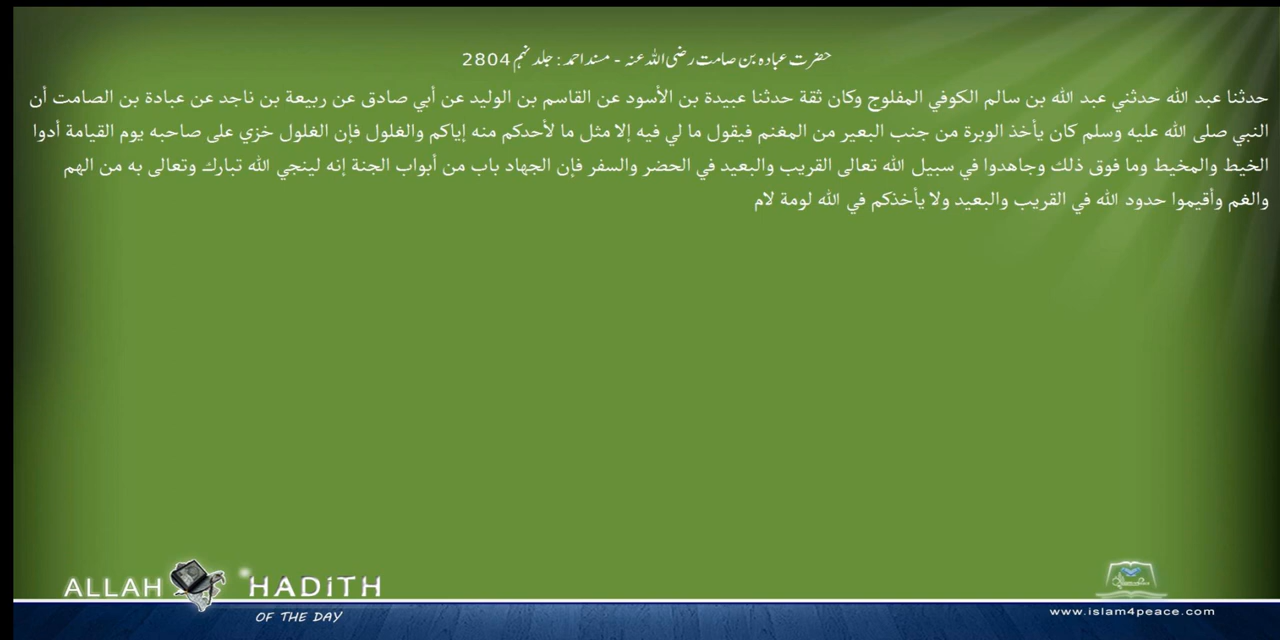 حضرت عبادہ بن صامت رضی اللہ عنہ - مسند احمد : جلد نہم 2804
حدثنا عبد الله حدثني عبد الله بن سالم الكوفي المفلوج وكان ثقة حدثنا عبيدة بن الأسود عن القاسم بن الوليد عن أبي صادق عن ربيعة بن ناجد عن عبادة بن الصامت أن
النبي صلى الله عليه وسلم كان يأخذ الوبرة من جنب البعير من المغنم فيقول ما لي فيه إلا مثل ما لأحدكم منه إياكم والغلول فإن الغلول خزي على صاحبه يوم القيامة أدوا
الخيط والمخيط وما فوق ذلك وجاهدوا في سبيل الله تعالى القريب والبعيد في الحضر والسفر فإن الجهاد باب من أبواب الجنة إنه لينجي الله تبارك وتعالى به من الهم
والغم وأقيموا حدود الله في القريب والبعيد ولا يأخذكم في الله لومة لام
ALLAH HADITH
OF THE DAY
www.islam4peace.com